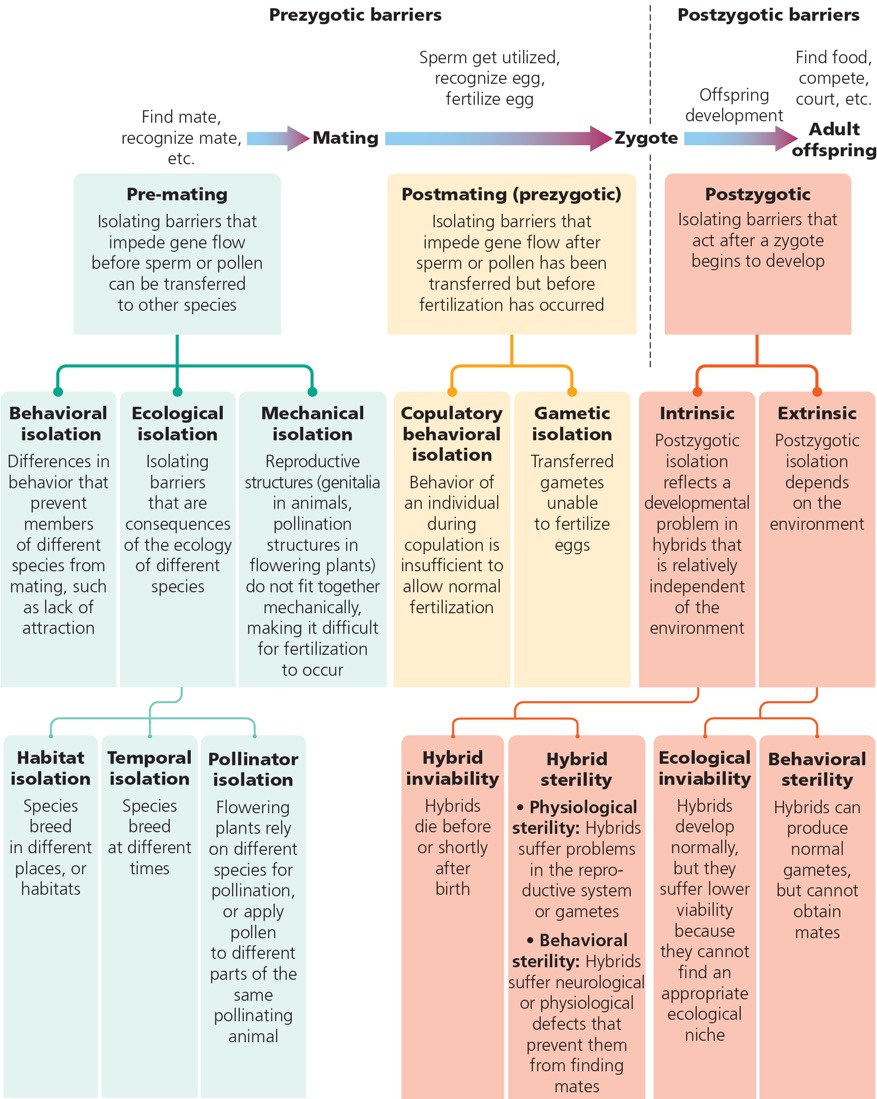 Prezygotic barriers
Postzygotic barriers
Find mate,
recognize mate,
etc.
Mating
Sperm get utilized,
recognize egg,
fertilize egg
Zygote
Offspring
development
Find food,
compete,
court, etc.
Adult
offspring
Pre-mating
Isolating barriers that
impede gene flow
before sperm or pollen
can be transferred
to other species
Postmating (prezygotic)
Isolating barriers that
impede gene flow after
sperm or pollen has been
transferred but before
fertilization has occurred
Postzygotic
Isolating barriers that
act after a zygote
begins to develop
Behavioral
isolation
Differences in
behavior that
prevent
members
of different
species from
mating, such
as lack of
attraction
Ecological
isolation
Isolating
barriers
that are
consequences
of the ecology
of different
species
Mechanical
isolation
Reproductive
structures (genitalia
in animals,
pollination
structures in
flowering plants)
do not fit together
mechanically,
making it difficult
for fertilization
to occur
Copulatory
behavioral
isolation
Behavior of
an individual
during
copulation is
insufficient to
allow normal
fertilization
Gametic
isolation
Transferred
gametes
unable
to fertilize
eggs
Intrinsic
Postzygotic
isolation
reflects a
developmental
problem in
hybrids that
is relatively
independent
of the
environment
Extrinsic
Postzygotic
isolation
depends
on the
environment
Habitat
isolation
Species
breed
in different
places, or
habitats
Temporal
isolation
Species
breed
at different
times
Pollinator
isolation
Flowering
plants rely
on different
species for
pollination,
or apply
pollen
to different
parts of the
same
pollinating
animal
Hybrid
inviability
Hybrids
die before
or shortly
after
birth
Hybrid
sterility
• Physiological
sterility: Hybrids
suffer problems
in the repro-
ductive system
or gametes
• Behavioral
sterility: Hybrids
suffer neurological
or physiological
defects that
prevent them
from finding
mates
Ecological
inviability
Hybrids
develop
normally,
but they
suffer lower
viability
because
they cannot
find an
appropriate
ecological
niche
Behavioral
sterility
Hybrids can
produce
normal
gametes,
but cannot
obtain
mates